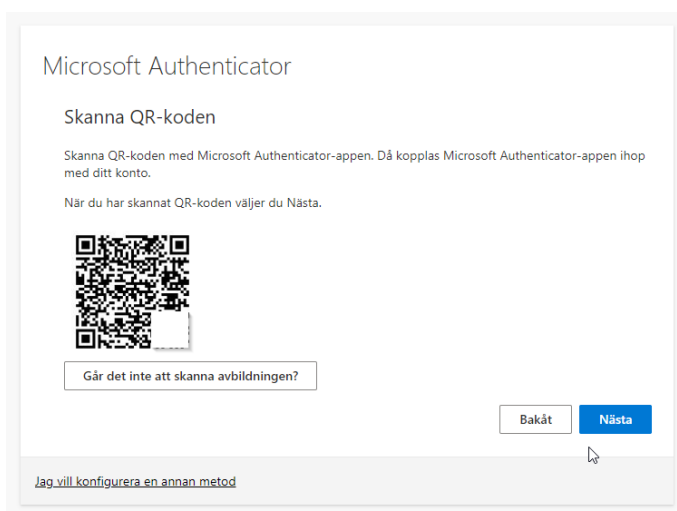 Microsoft Authenticator
Skanna QR-koden
Skanna QR-koden med Microsoft Authenticator-appen. Då kopplas Microsoft Authenticator-appen ihop
med ditt konto.
När du har skannat QR-koden väljer du Nästa.
Går det inte att skanna avbildningen?
Bakåt
Nästa
Jag vill konfigurera en annan metod